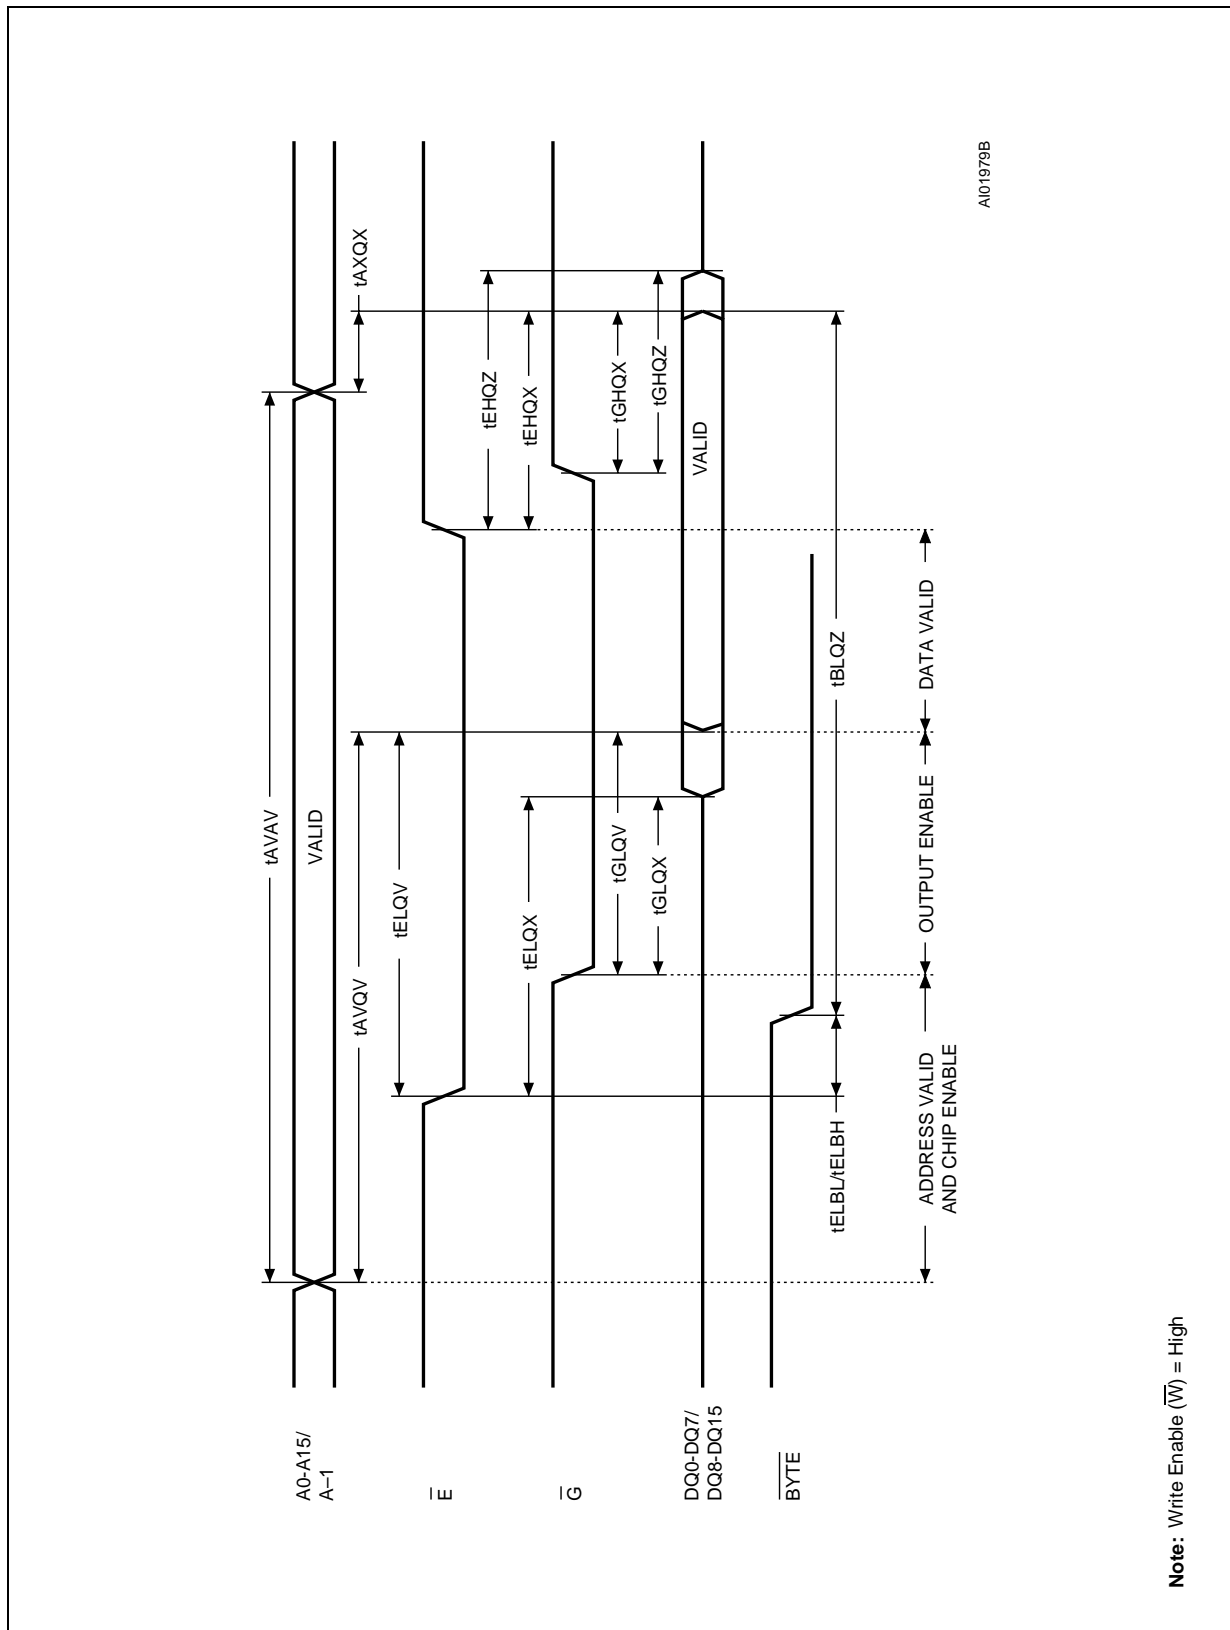 A0-A15/
A–1
tAVAV
VALID
tAVQV
tAXQX
E
tELQV
tEHQZ
tELQX
tEHQX
G
tGLQV
tGHQX
tGLQX
tGHQZ
DQ0-DQ7/
DQ8-DQ15
VALID
BYTE
tELBL/tELBH
tBLQZ
ADDRESS VALID
AND CHIP ENABLE
OUTPUT ENABLE
DATA VALID
AI01979B
Note: Write Enable (W̅) = High